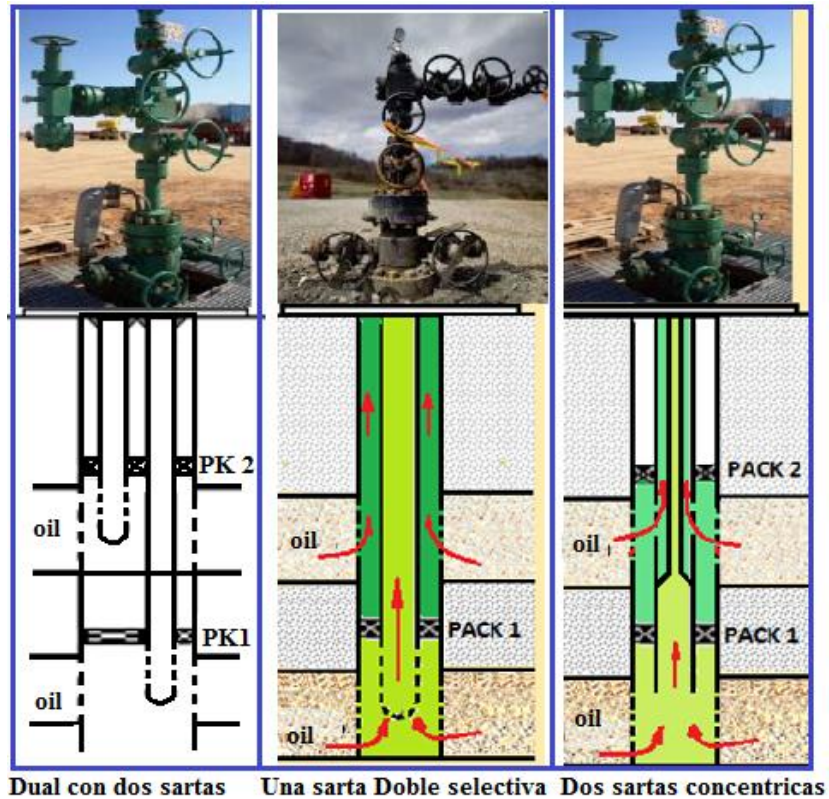 PK 2
oil
PK1
oil
Dual con dos sartas
oil
PACK 1
oil
Una sarta Doble selectiva
PACK 2
oil
PACK 1
oil
Dos sartas concentricas